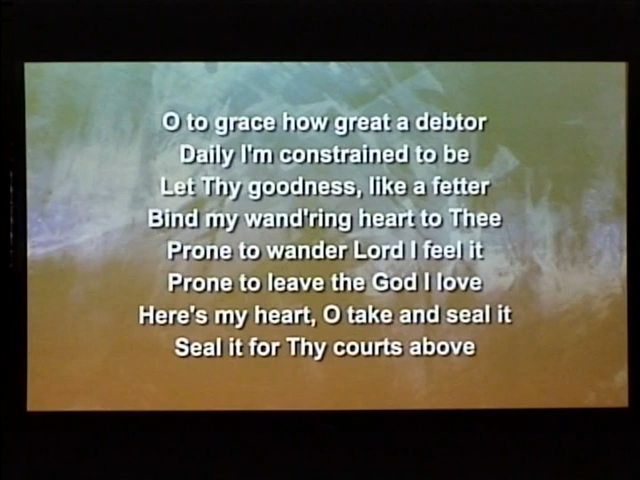 O to grace how great a debtor
Daily I'm constrained to be
Let Thy goodness, like a fetter
Bind my wand'ring heart to Thee
Prone to wander Lord I feel it
Prone to leave the God I love
Here's my heart, O take and seal it
Seal it for Thy courts above